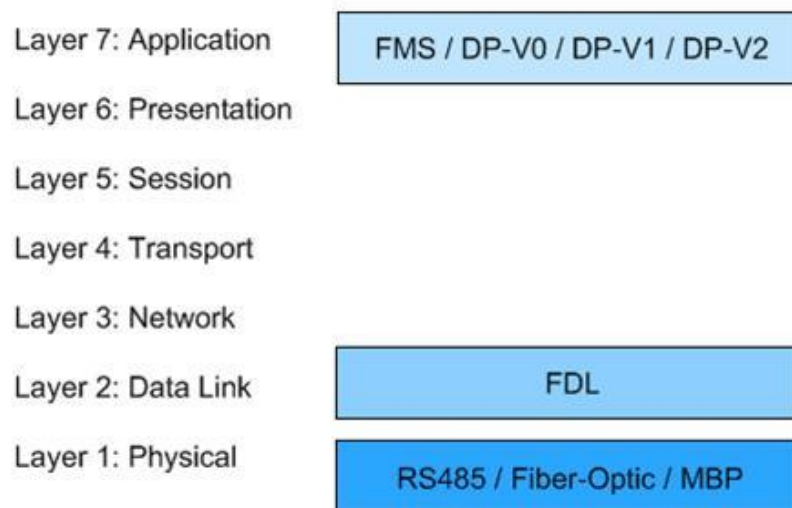 Layer 7: Application
FMS / DP-V0 / DP-V1 / DP-V2
Layer 6: Presentation
Layer 5: Session
Layer 4: Transport
Layer 3: Network
Layer 2: Data Link
FDL
Layer 1: Physical
RS485 / Fiber-Optic / MBP